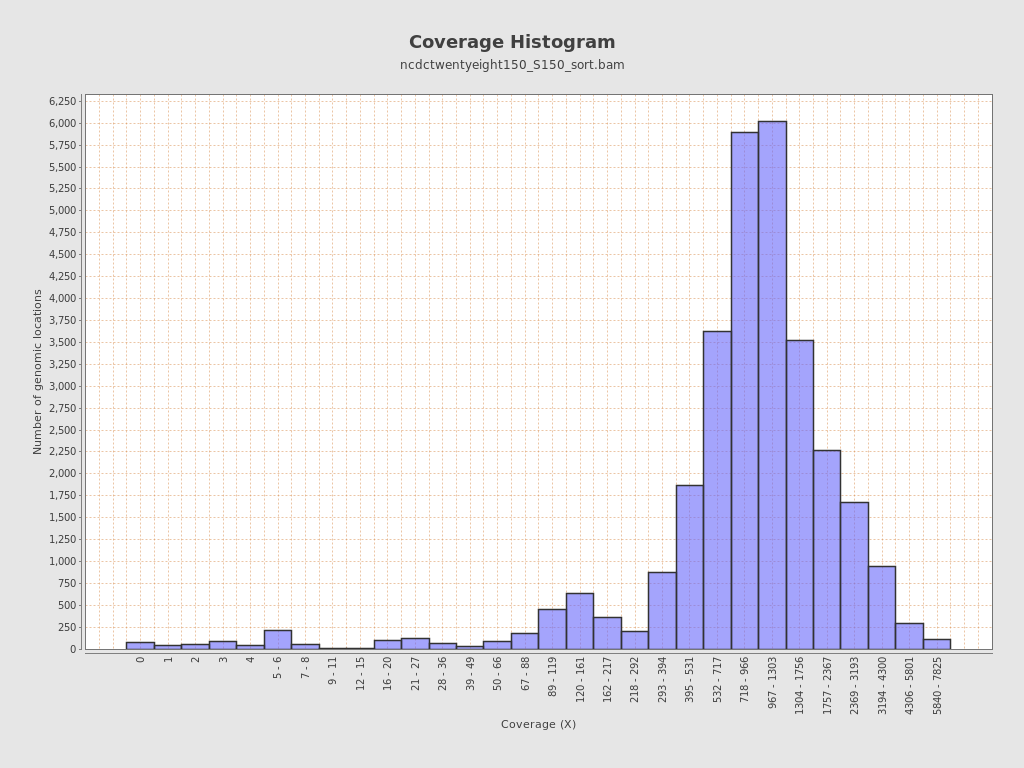 Coverage Histogram
ncdctwentyeight150_S150_sort.bam
Number of genomic locations
6,250
6,000
5,750
5,500
5,250
5,000
4,750
4,500
4,250
4,000
3,750
3,500
3,250
3,000
2,750
2,500
2,250
2,000
1,750
1,500
1,250
1,000
750
500
250
0
0
1
2
3
4
5 - 6
7 - 8
9 - 11
12 - 15
16 - 20
21 - 27
28 - 36
39 - 49
50 - 66
67 - 88
89 - 119
120 - 161
162 - 217
218 - 292
293 - 394
395 - 531
532 - 717
718 - 966
967 - 1303
1304 - 1756
1757 - 2367
2369 - 3193
3194 - 4300
4306 - 5801
5840 - 7825
Coverage (X)